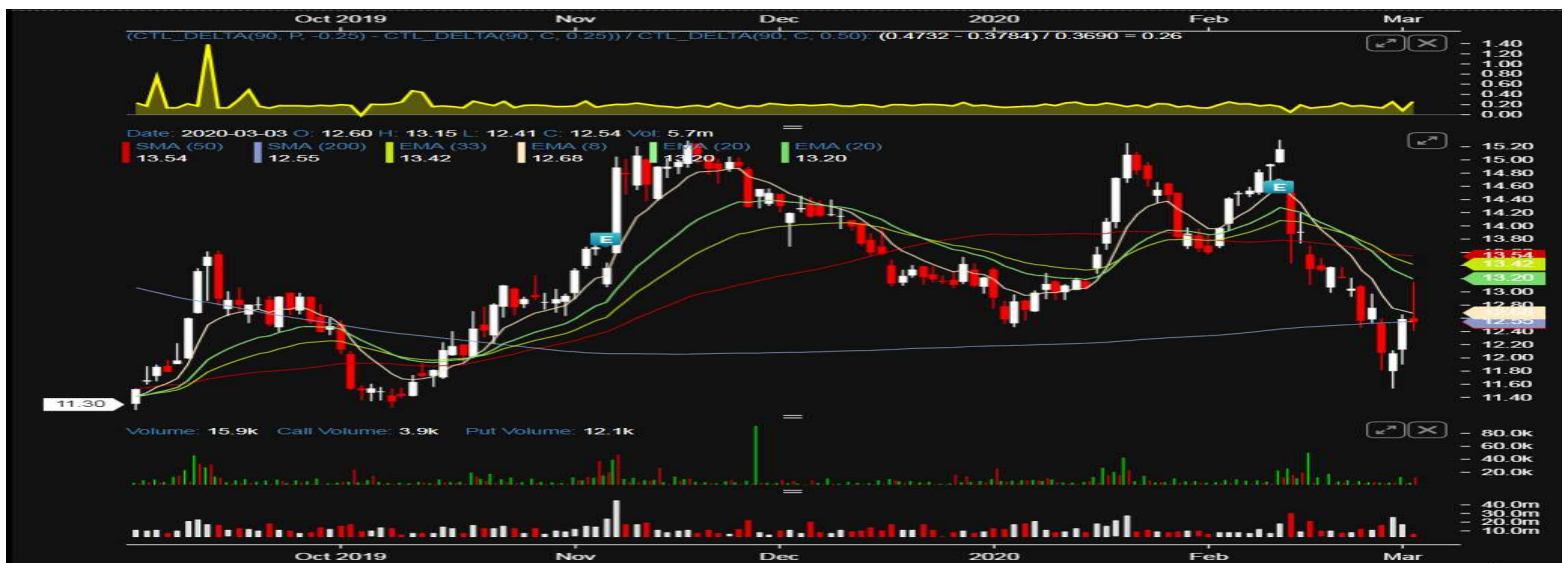 Oct 2019 Nov Dec 2020 Feb Mar
(CTL_DELTA(90, P, -0.25) - CTL_DELTA(90, C, 0.25)) / CTL_DELTA(90, C, 0.50): (0.4732 - 0.3784) / 0.3690 = 0.26
1.40
1.20
1.00
0.80
0.60
0.40
0.20
0.00
Date: 2020-03-03 O: 12.60 H: 13.15 L: 12.41 C: 12.54 Vol: 5.7m
SMA (50) SMA (200) EMA (33) EMA (8) EMA (20) EMA (20)
13.54 12.55 13.42 12.68 13.20 13.20
15.20
15.00
14.80
14.60
E
14.40
14.20
14.00
E
13.80
13.54
13.42
13.20
13.00
12.80
12.55
12.40
12.20
12.00
11.80
11.60
11.40
11.30
Volume: 15.9k Call Volume: 3.9k Put Volume: 12.1k
80.0k
60.0k
40.0k
20.0k
40.0m
30.0m
20.0m
10.0m
Oct 2019 Nov Dec 2020 Feb Mar